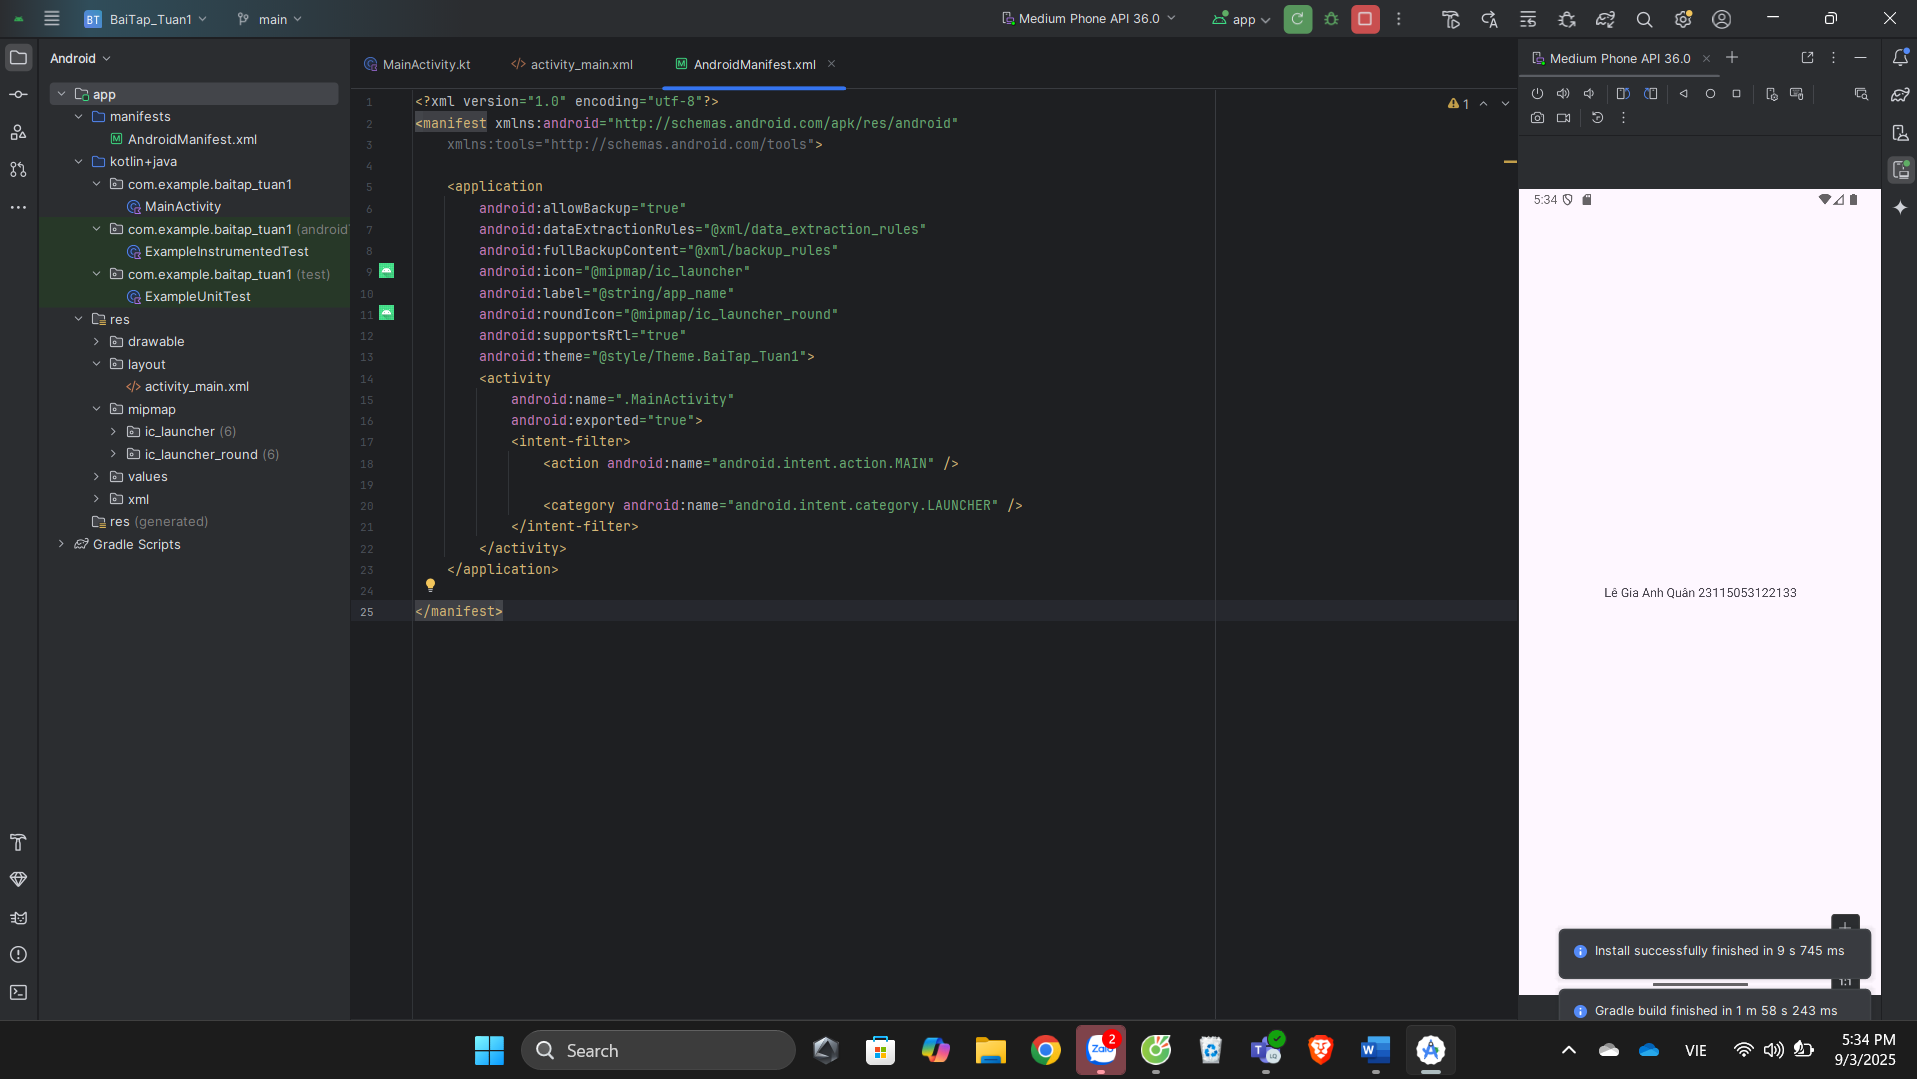 BT BaiTap_Tuan1 main Medium Phone API 36.0 app
Android
app
manifests
AndroidManifest.xml
kotlin+java
com.example.baitap_tuan1
MainActivity
com.example.baitap_tuan1 (android
ExampleInstrumentedTest
com.example.baitap_tuan1 (test)
ExampleUnitTest
res
drawable
layout
activity_main.xml
mipmap
ic_launcher (6)
ic_launcher_round (6)
values
xml
res (generated)
Gradle Scripts
MainActivity.kt activity_main.xml AndroidManifest.xml
1 <?xml version="1.0" encoding="utf-8"?>
2 <manifest xmlns:android="http://schemas.android.com/apk/res/android"
3 xmlns:tools="http://schemas.android.com/tools">
4
5 <application
6 android:allowBackup="true"
7 android:dataExtractionRules="@xml/data_extraction_rules"
8 android:fullBackupContent="@xml/backup_rules"
9 android:icon="@mipmap/ic_launcher"
10 android:label="@string/app_name"
11 android:roundIcon="@mipmap/ic_launcher_round"
12 android:supportsRtl="true"
13 android:theme="@style/Theme.BaiTap_Tuan1">
14 <activity
15 android:name=".MainActivity"
16 android:exported="true">
17 <intent-filter>
18 <action android:name="android.intent.action.MAIN" />
19
20 <category android:name="android.intent.category.LAUNCHER" />
21 </intent-filter>
22 </activity>
23 </application>
24
25 </manifest>
1
Medium Phone API 36.0
5:34
Lê Gia Anh Quân 23115053122133
Install successfully finished in 9 s 745 ms
1:1
Gradle build finished in 1 m 58 s 243 ms
Search
Zalo 2
LQ
VIE
5:34 PM
9/3/2025